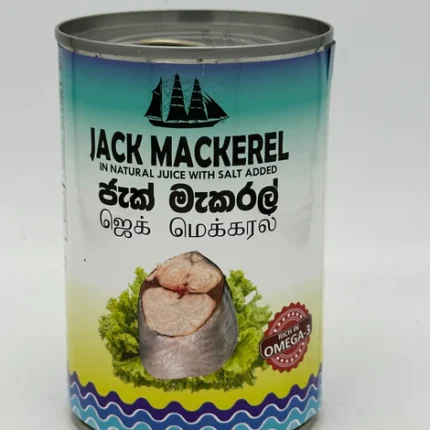 JACK MACKEREL
IN NATURAL JUICE WITH SALT ADDED
ජැක් මැකරල්
ஜெக் மெக்கரல்
RICH IN
OMEGA-3